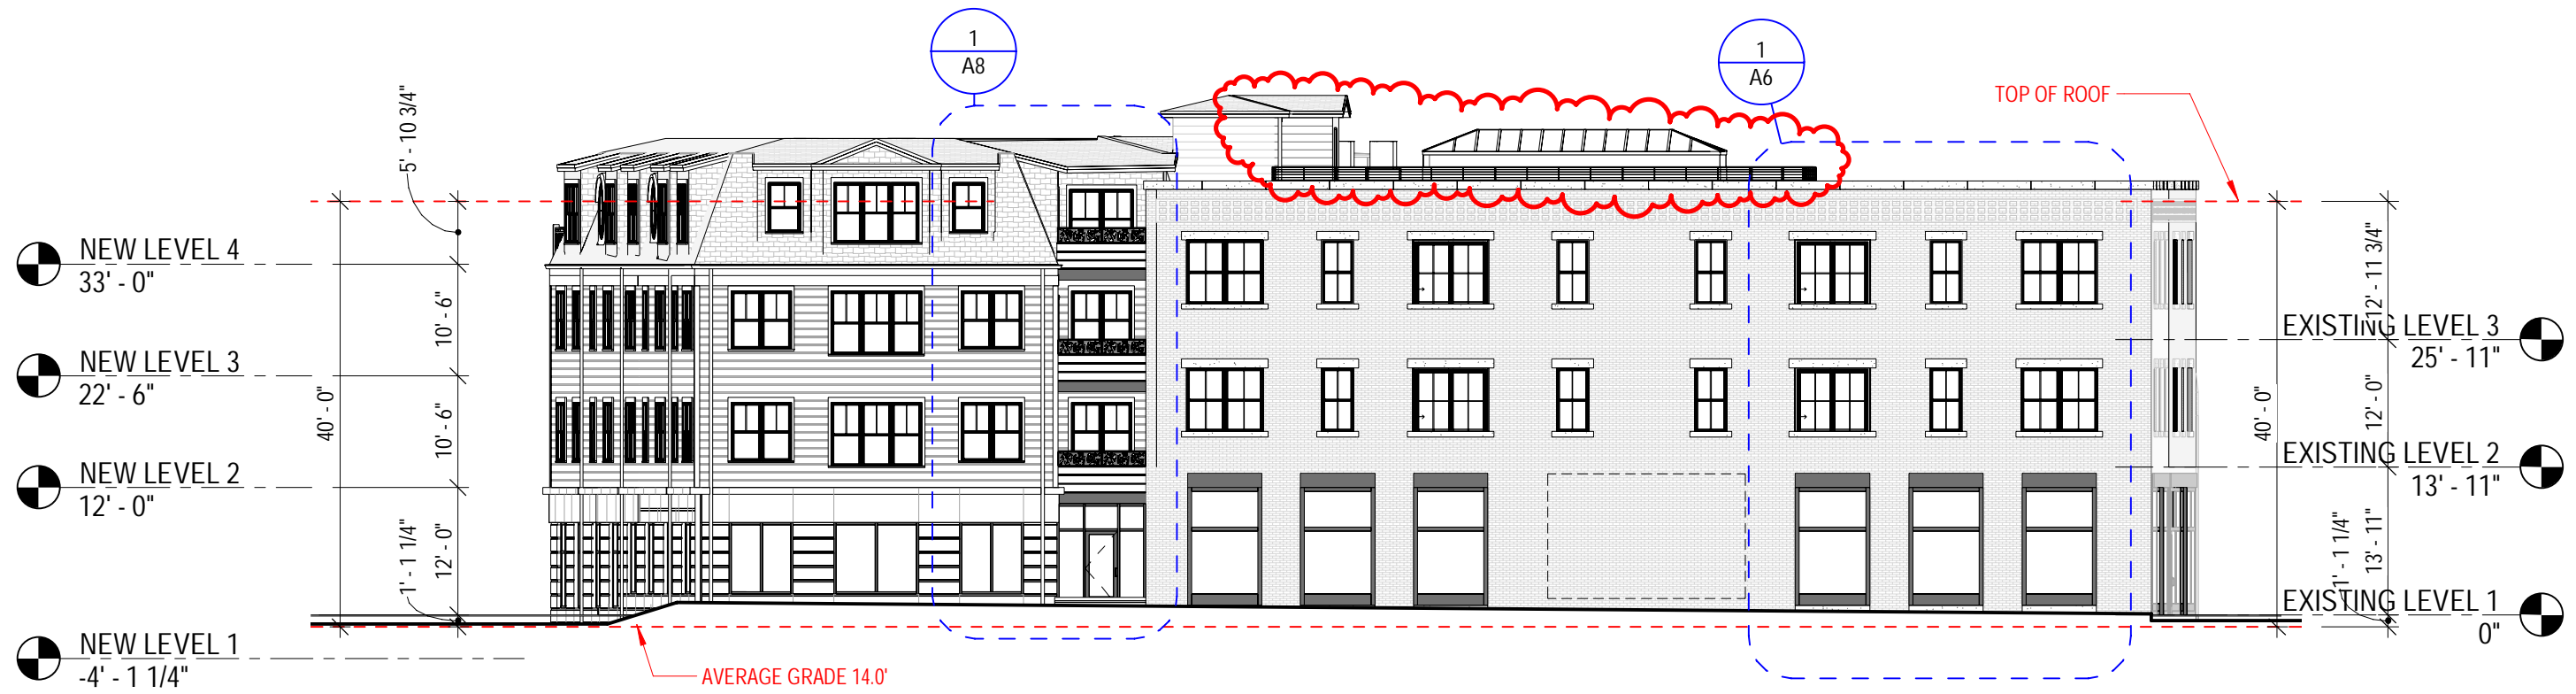 1
A8
1
A6
TOP OF ROOF
5' - 10 3/4"
NEW LEVEL 4
33' - 0"
10' - 6"
NEW LEVEL 3
22' - 6"
40' - 0"
10' - 6"
NEW LEVEL 2
12' - 0"
1' - 1 1/4"
12' - 0"
NEW LEVEL 1
-4' - 1 1/4"
AVERAGE GRADE 14.0'
12' - 11 3/4"
EXISTING LEVEL 3
25' - 11"
40' - 0"
12' - 0"
EXISTING LEVEL 2
13' - 11"
1' - 1 1/4"
13' - 11"
EXISTING LEVEL 1
0"